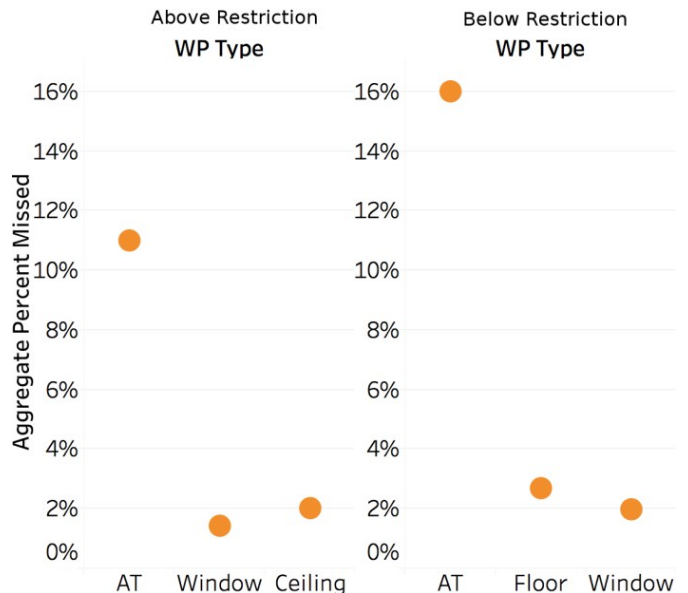 Above Restriction
WP Type
Aggregate Percent Missed
16%
14%
12%
10%
8%
6%
4%
2%
0%
AT Window Ceiling
Below Restriction
WP Type
16%
14%
12%
10%
8%
6%
4%
2%
0%
AT Floor Window